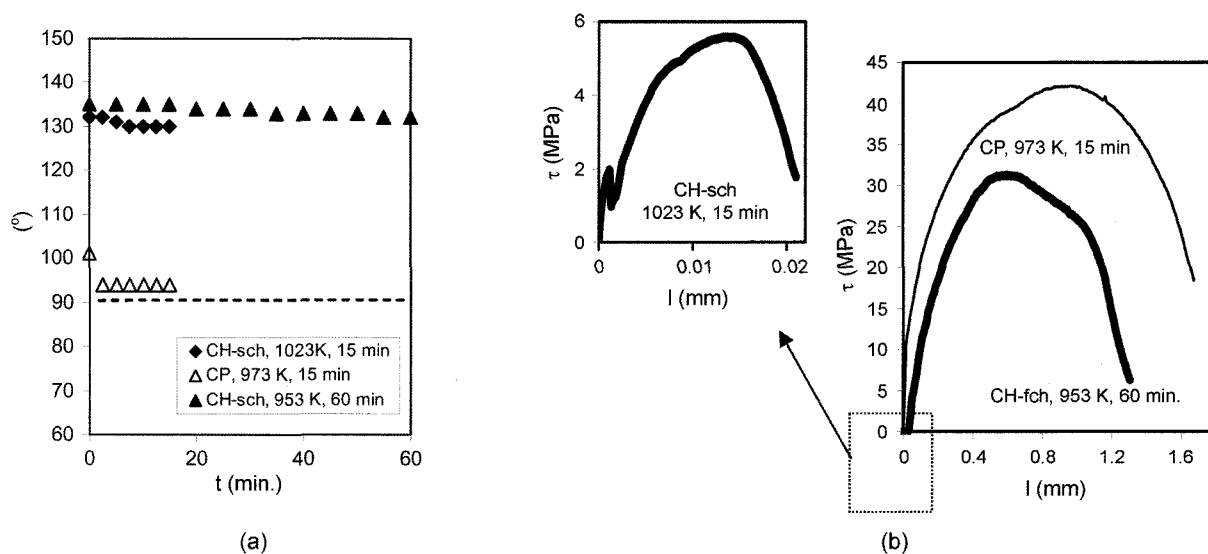 150
140
130
120
110
100
90
80
70
60
(º)
0
20
40
60
t (min.)
CH-sch, 1023K, 15 min
CP, 973 K, 15 min
CH-sch, 953 K, 60 min
(a)
6
4
2
0
τ (MPa)
CH-sch
1023 K, 15 min
0
0.01
0.02
l (mm)
45
40
35
30
25
20
15
10
5
0
τ (MPa)
CP, 973 K, 15 min
CH-fch, 953 K, 60 min.
0
0.4
0.8
1.2
1.6
l (mm)
(b)